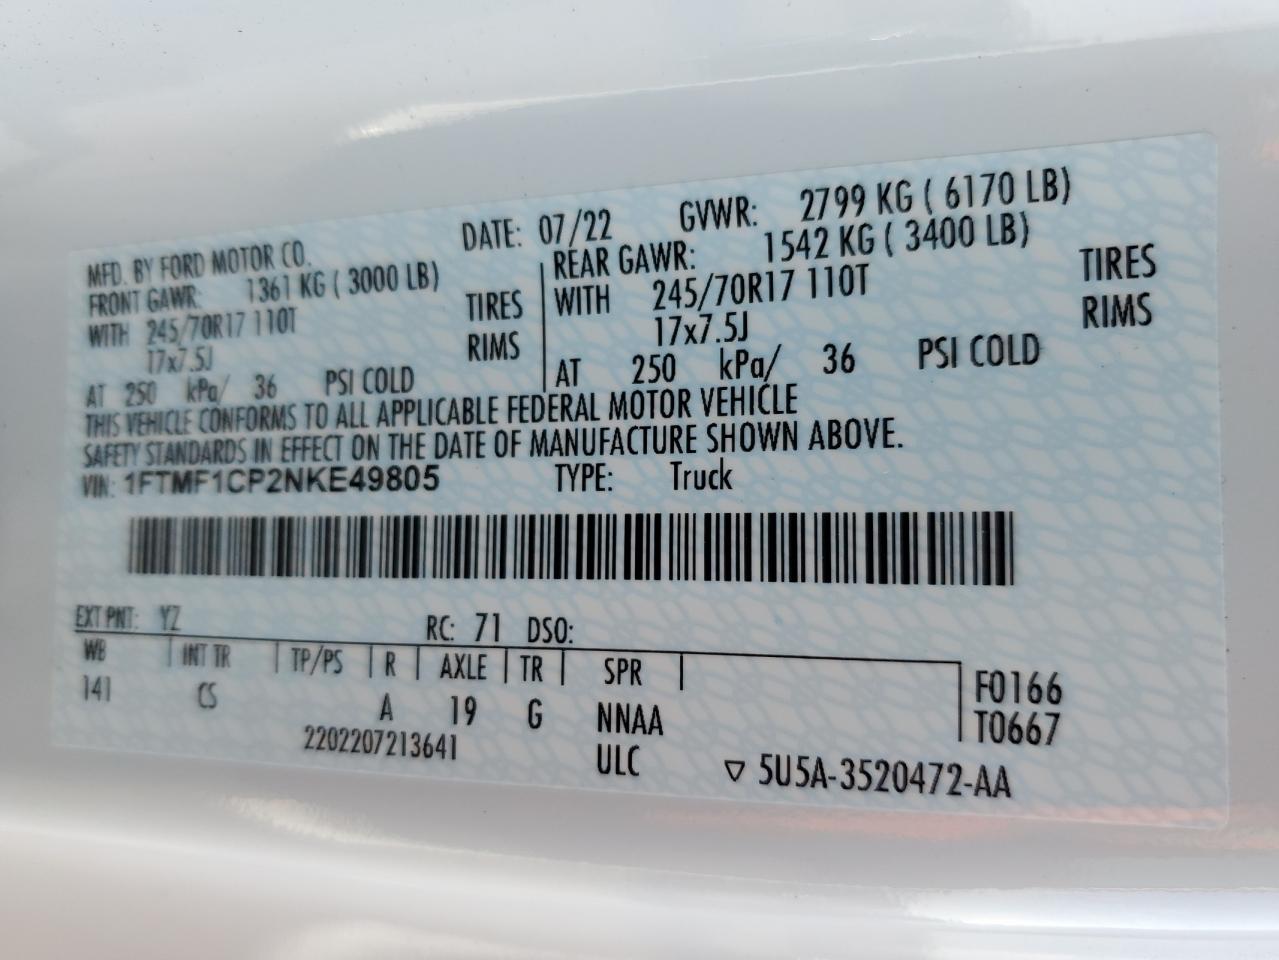 MFD. BY FORD MOTOR CO.
DATE: 07/22 GVWR: 2799 KG ( 6170 LB)
FRONT GAWR: 1361 KG ( 3000 LB)
WITH 245/70R17 110T TIRES
17x7.5J RIMS
AT 250 kPa/ 36 PSI COLD
REAR GAWR: 1542 KG ( 3400 LB)
WITH 245/70R17 110T TIRES
17x7.5J RIMS
AT 250 kPa/ 36 PSI COLD
THIS VEHICLE CONFORMS TO ALL APPLICABLE FEDERAL MOTOR VEHICLE
SAFETY STANDARDS IN EFFECT ON THE DATE OF MANUFACTURE SHOWN ABOVE.
VIN: 1FTMF1CP2NKE49805 TYPE: Truck
EXT PNT: YZ RC: 71 DSO:
WB INT TR TP/PS R AXLE TR SPR
141 CS A 19 G NNAA
F0166
T0667
2202207213641 ULC ▽ 5U5A-3520472-AA